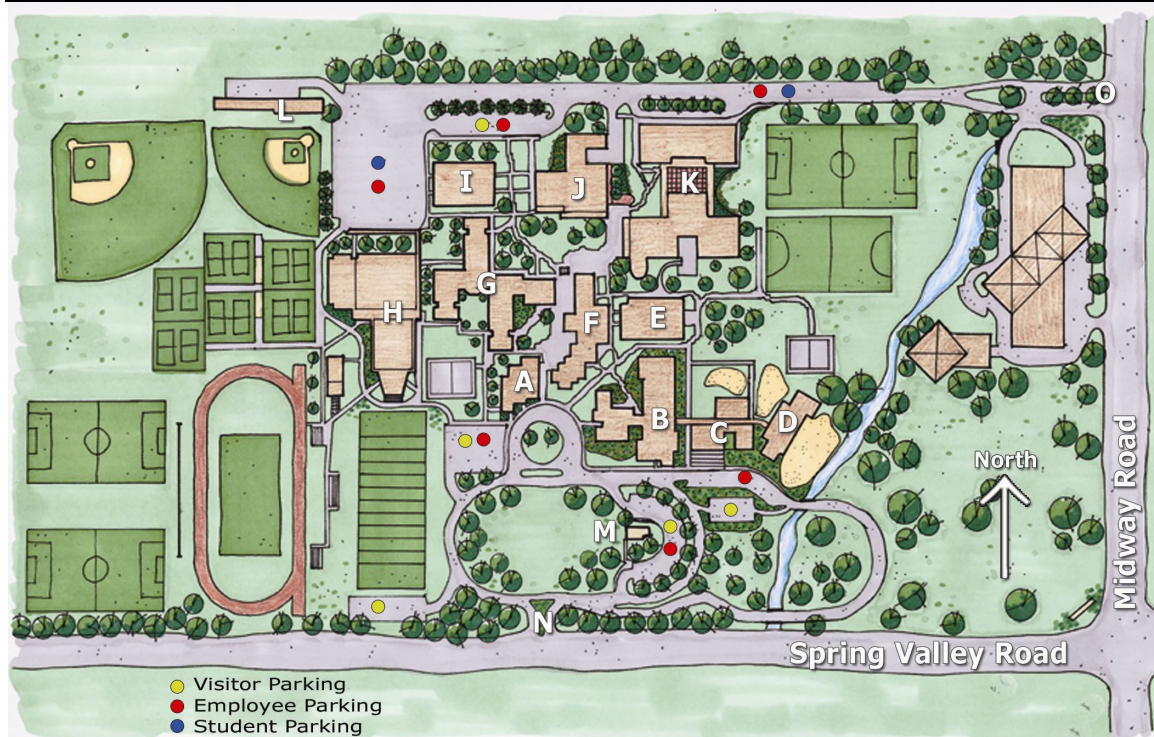 L
O
I
J
K
G
H
F
E
A
B
C
D
North
M
N
Midway Road
Spring Valley Road
Visitor Parking
Employee Parking
Student Parking